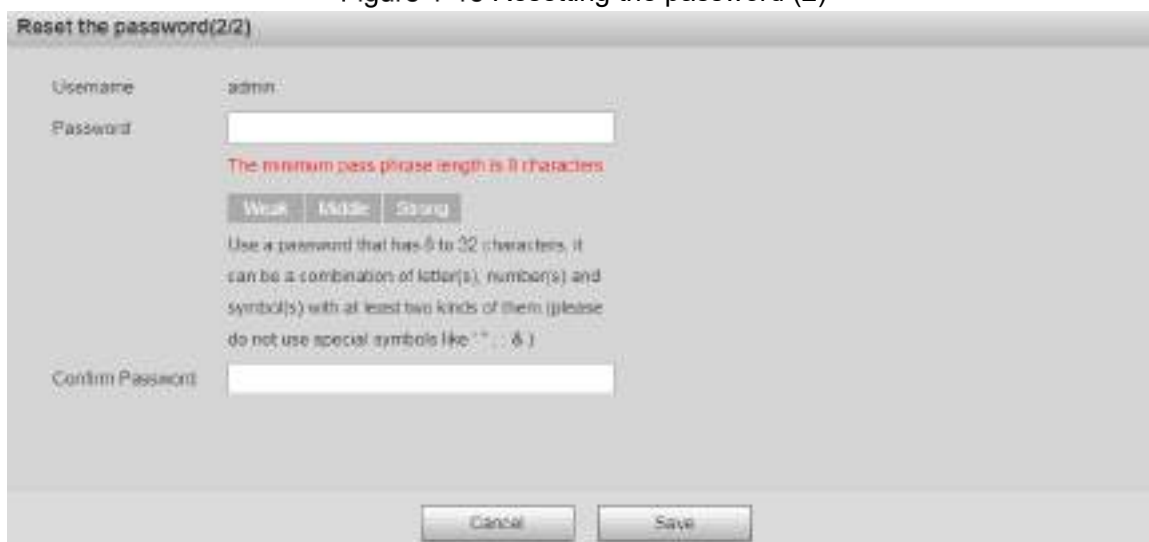 Resetting the password (2)
Reset the password(2/2)
Username admin
Password
The minimum pass phrase length is 8 characters
Weak Middle Strong
Use a password that has 8 to 32 characters, it
can be a combination of letter(s), number(s) and
symbol(s) with at least two kinds of them (please
do not use special symbols like ' " ; : & )
Confirm Password
Cancel Save